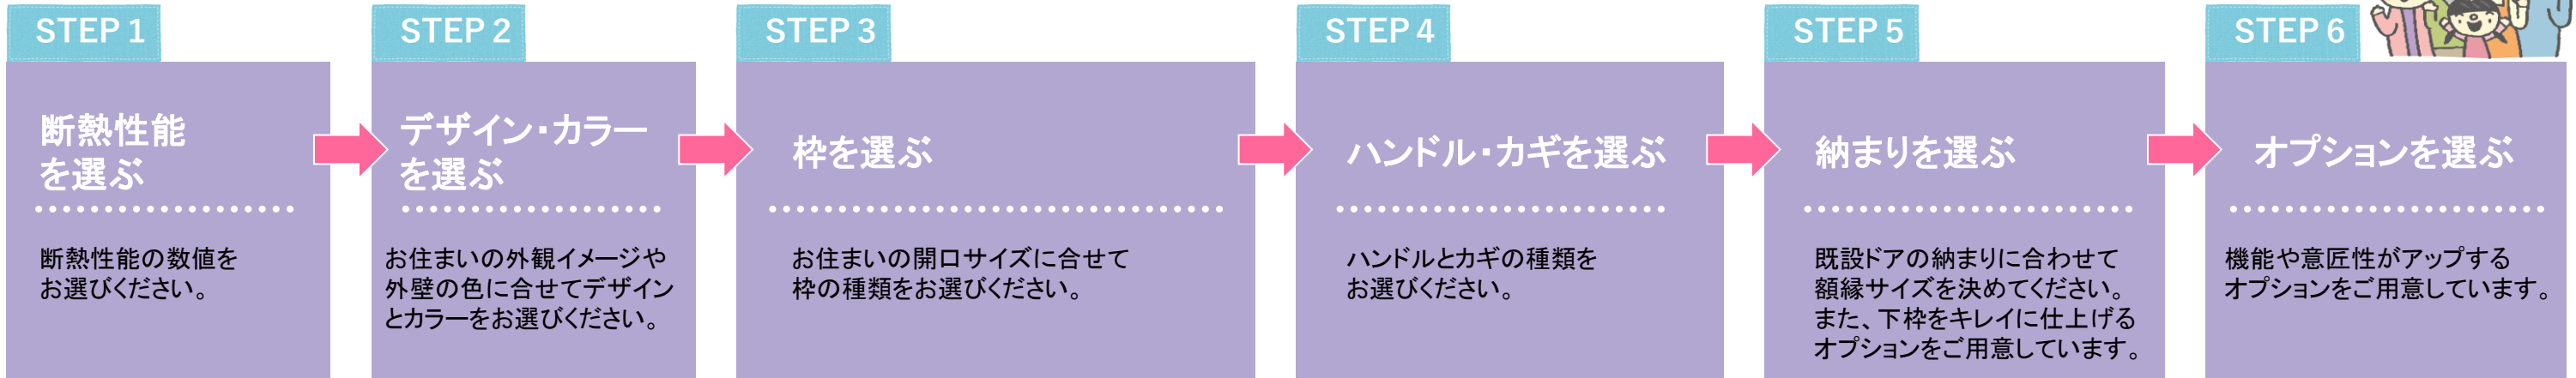 STEP 1
断熱性能
を選ぶ
断熱性能の数値を
お選びください。
STEP 2
デザイン・カラー
を選ぶ
お住まいの外観イメージや
外壁の色に合せてデザイン
とカラーをお選びください。
STEP 3
枠を選ぶ
お住まいの開口サイズに合せて
枠の種類をお選びください。
STEP 4
ハンドル・カギを選ぶ
ハンドルとカギの種類を
お選びください。
STEP 5
納まりを選ぶ
既設ドアの納まりに合わせて
額縁サイズを決めてください。
また、下枠をキレイに仕上げる
オプションをご用意しています。
STEP 6
オプションを選ぶ
機能や意匠性がアップする
オプションをご用意しています。